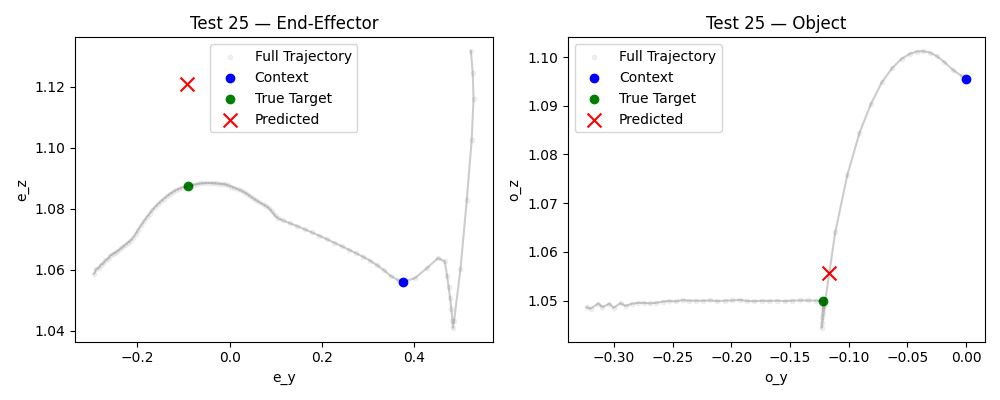 Test 25 — End-Effector
Full Trajectory
Context
True Target
Predicted
1.12
1.10
1.08
1.06
1.04
e_z
−0.2
0.0
0.2
0.4
e_y
Test 25 — Object
Full Trajectory
Context
True Target
Predicted
1.10
1.09
1.08
1.07
1.06
1.05
o_z
−0.30
−0.25
−0.20
−0.15
−0.10
−0.05
0.00
o_y